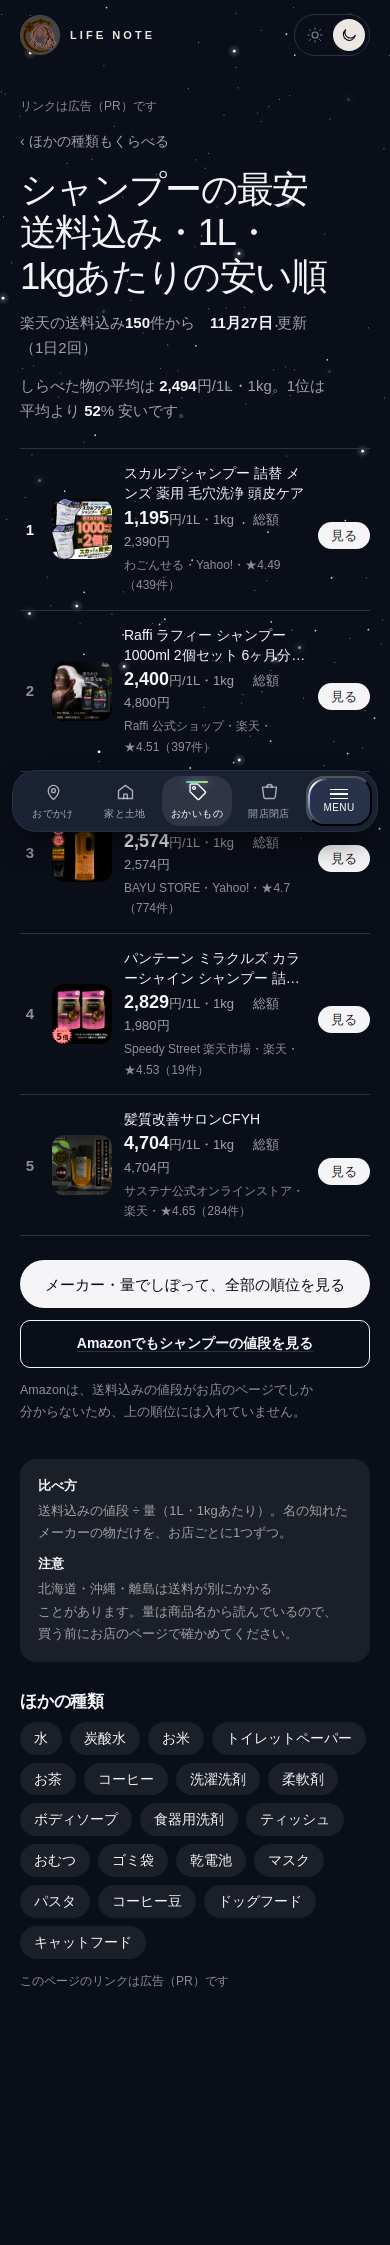 LIFE NOTE
リンクは広告（PR）です
‹ ほかの種類もくらべる
シャンプーの最安
送料込み・1L・
1kgあたりの安い順
楽天の送料込み150件から　11月27日 更新
（1日2回）
しらべた物の平均は 2,494円/1L・1kg。1位は
平均より 52% 安いです。
1
スカルプシャンプー 詰替 メ
ンズ 薬用 毛穴洗浄 頭皮ケア
1,195円/1L・1kg　総額
2,390円
わごんせる・Yahoo!・★4.49
（439件）
見る
2
Raffi ラフィー シャンプー
1000ml 2個セット 6ヶ月分…
2,400円/1L・1kg　総額
4,800円
Raffi 公式ショップ・楽天・
★4.51（397件）
見る
おでかけ
家と土地
おかいもの
開店閉店
MENU
3
2,574円/1L・1kg　総額
2,574円
BAYU STORE・Yahoo!・★4.7
（774件）
見る
4
パンテーン ミラクルズ カラ
ーシャイン シャンプー 詰…
2,829円/1L・1kg　総額
1,980円
Speedy Street 楽天市場・楽天・
★4.53（19件）
見る
5
髪質改善サロンCFYH
4,704円/1L・1kg　総額
4,704円
サステナ公式オンラインストア・
楽天・★4.65（284件）
見る
メーカー・量でしぼって、全部の順位を見る
Amazonでもシャンプーの値段を見る
Amazonは、送料込みの値段がお店のページでしか
分からないため、上の順位には入れていません。
比べ方
送料込みの値段 ÷ 量（1L・1kgあたり）。名の知れた
メーカーの物だけを、お店ごとに1つずつ。
注意
北海道・沖縄・離島は送料が別にかかる
ことがあります。量は商品名から読んでいるので、
買う前にお店のページで確かめてください。
ほかの種類
水
炭酸水
お米
トイレットペーパー
お茶
コーヒー
洗濯洗剤
柔軟剤
ボディソープ
食器用洗剤
ティッシュ
おむつ
ゴミ袋
乾電池
マスク
パスタ
コーヒー豆
ドッグフード
キャットフード
このページのリンクは広告（PR）です